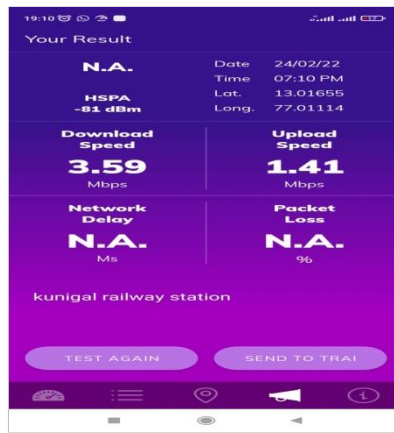 19:10
Your Result
N.A.
HSPA
-81 dBm
Date 24/02/22
Time 07:10 PM
Lat. 13.01655
Long. 77.01114
Download
Speed
3.59
Mbps
Upload
Speed
1.41
Mbps
Network
Delay
N.A.
Ms
Packet
Loss
N.A.
%
kunigal railway station
TEST AGAIN
SEND TO TRAI